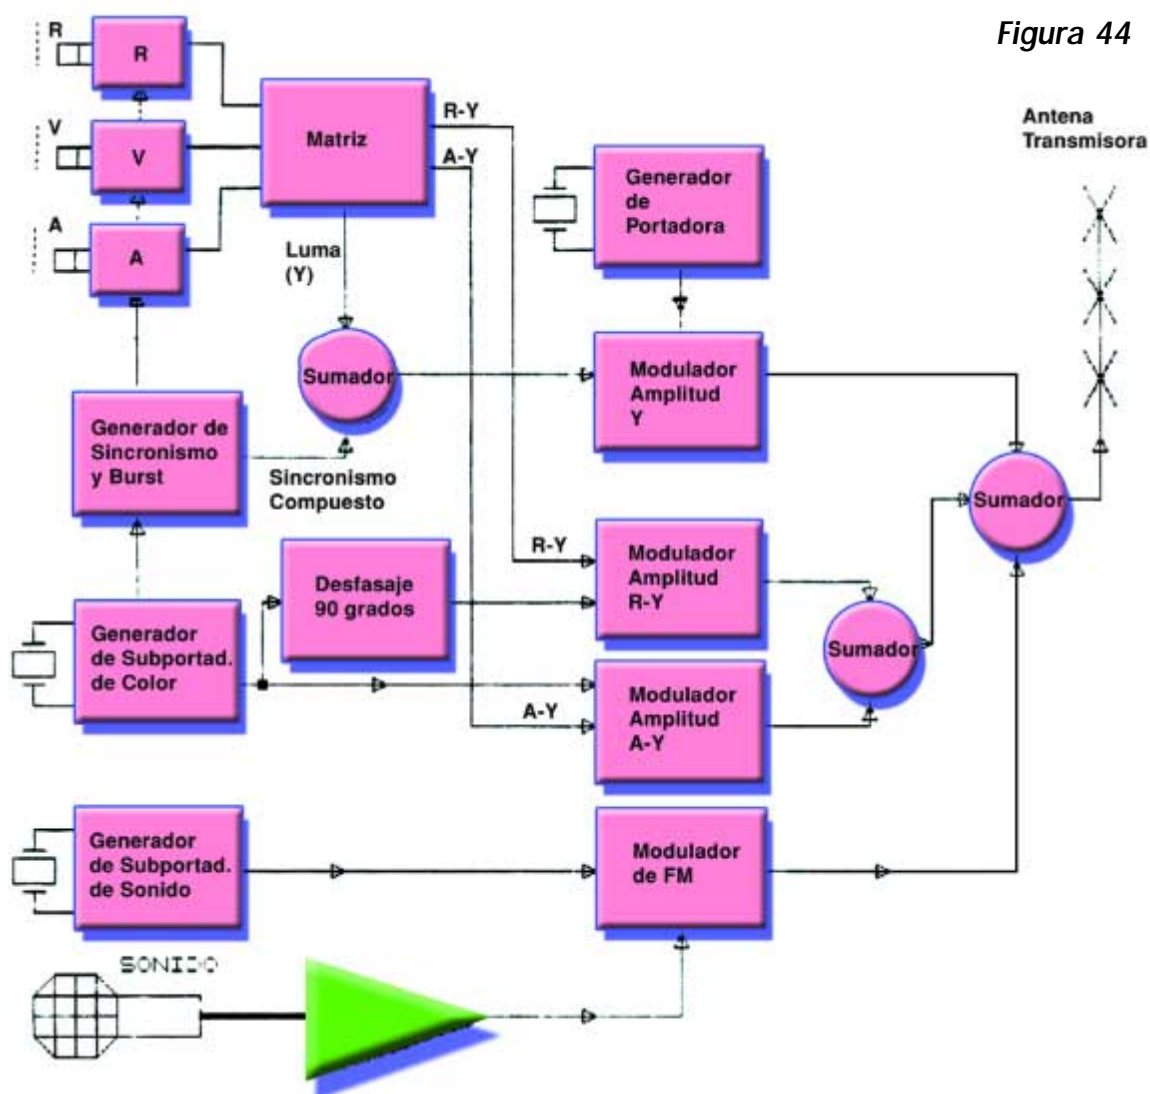 Figura 44
R
R
V
V
A
A
Matriz
R-Y
A-Y
Luma
(Y)
Generador
de
Portadora
Antena
Transmisora
Sumador
Modulador
Amplitud
Y
Generador de
Sincronismo
y Burst
Sincronismo
Compuesto
Sumador
R-Y
Desfasaje
90 grados
Modulador
Amplitud
R-Y
Generador
de Subportad.
de Color
Sumador
A-Y
Modulador
Amplitud
A-Y
Generador
de Subportad.
de Sonido
Modulador
de FM
SONIDO